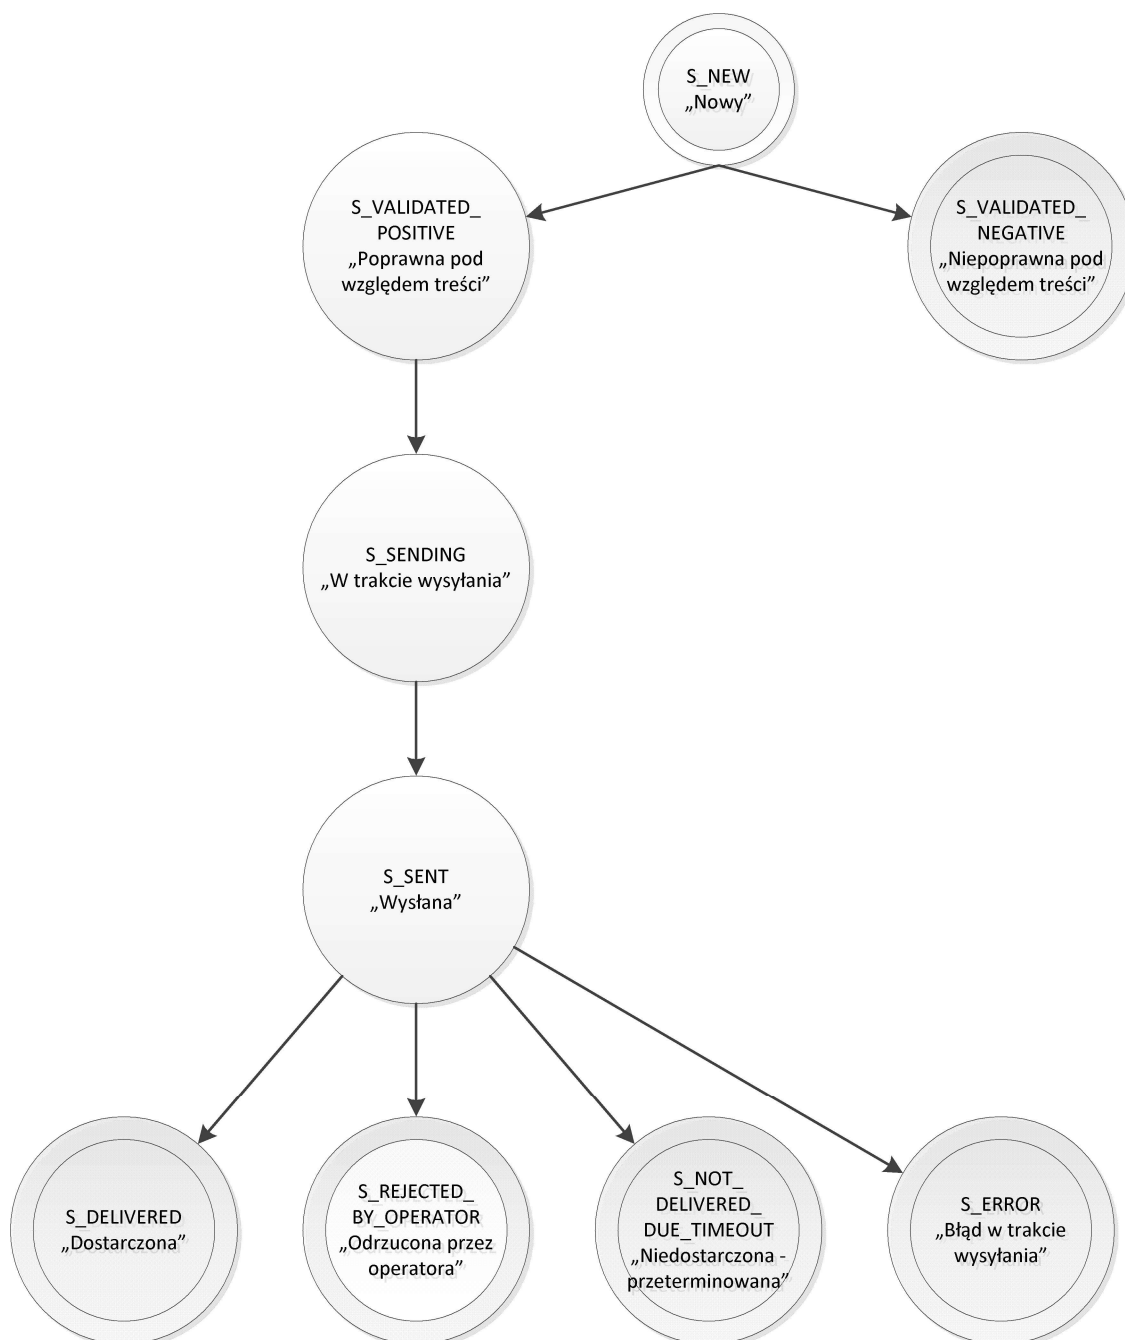 S_NEW
„Nowy”
S_VALIDATED_
POSITIVE
„Poprawna pod
względem treści”
S_VALIDATED_
NEGATIVE
„Niepoprawna pod
względem treści”
S_SENDING
„W trakcie wysyłania”
S_SENT
„Wysłana”
S_DELIVERED
„Dostarczona”
S_REJECTED_
BY_OPERATOR
„Odrzucona przez
operatora”
S_NOT_
DELIVERED_
DUE_TIMEOUT
„Niedostarczona -
przeterminowana”
S_ERROR
„Błąd w trakcie
wysyłania”